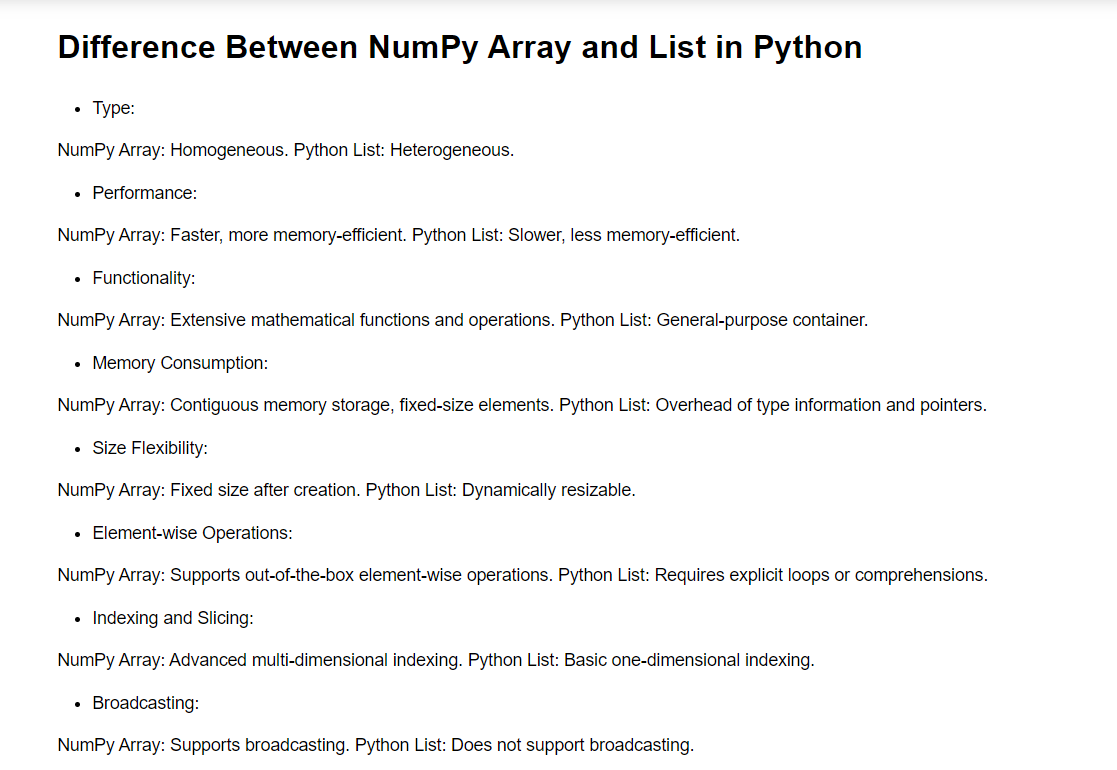 Difference Between NumPy Array and List in Python
• Type:
NumPy Array: Homogeneous. Python List: Heterogeneous.
• Performance:
NumPy Array: Faster, more memory-efficient. Python List: Slower, less memory-efficient.
• Functionality:
NumPy Array: Extensive mathematical functions and operations. Python List: General-purpose container.
• Memory Consumption:
NumPy Array: Contiguous memory storage, fixed-size elements. Python List: Overhead of type information and pointers.
• Size Flexibility:
NumPy Array: Fixed size after creation. Python List: Dynamically resizable.
• Element-wise Operations:
NumPy Array: Supports out-of-the-box element-wise operations. Python List: Requires explicit loops or comprehensions.
• Indexing and Slicing:
NumPy Array: Advanced multi-dimensional indexing. Python List: Basic one-dimensional indexing.
• Broadcasting:
NumPy Array: Supports broadcasting. Python List: Does not support broadcasting.